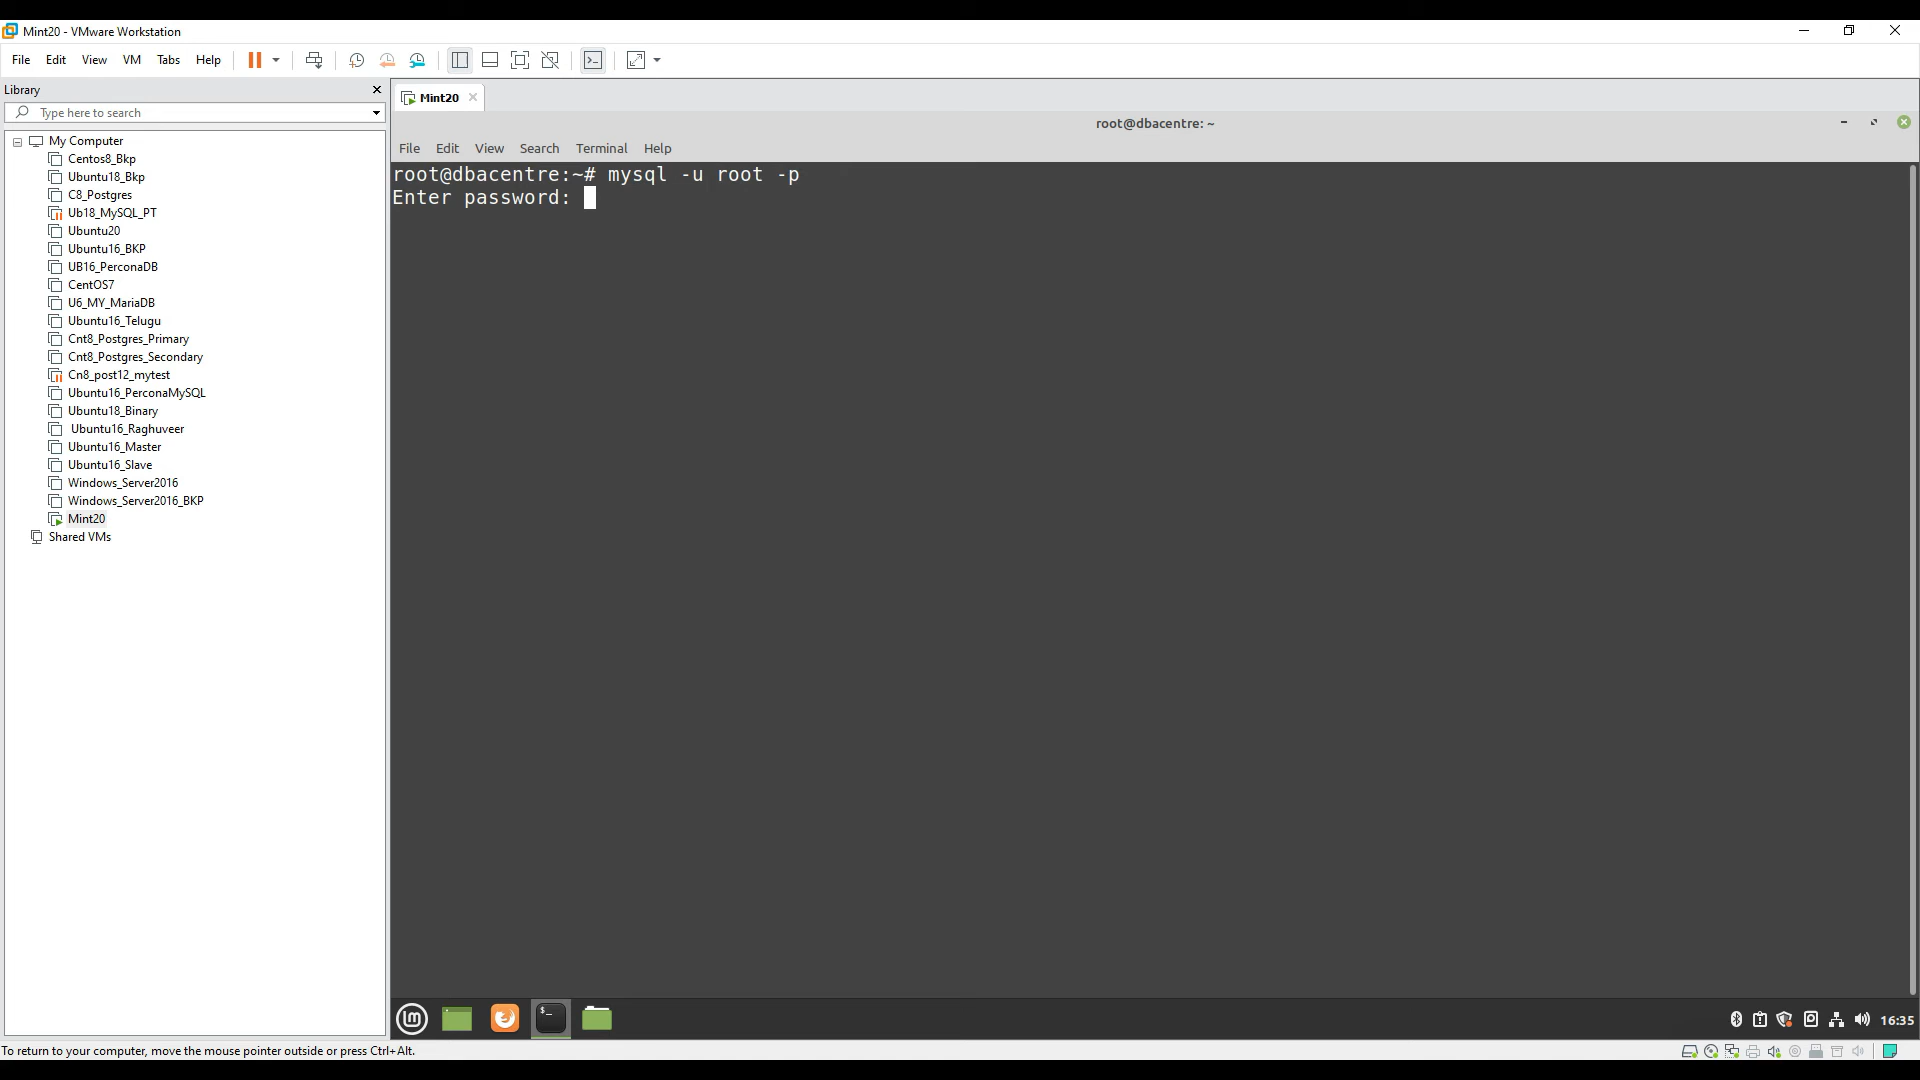 Mint20 - VMware Workstation
File Edit View VM Tabs Help
Library
Type here to search
My Computer
Centos8_Bkp
Ubuntu18_Bkp
C8_Postgres
Ub18_MySQL_PT
Ubuntu20
Ubuntu16_BKP
UB16_PerconaDB
CentOS7
U6_MY_MariaDB
Ubuntu16_Telugu
Cnt8_Postgres_Primary
Cnt8_Postgres_Secondary
Cn8_post12_mytest
Ubuntu16_PerconaMySQL
Ubuntu18_Binary
Ubuntu16_Raghuveer
Ubuntu16_Master
Ubuntu16_Slave
Windows_Server2016
Windows_Server2016_BKP
Mint20
Shared VMs
Mint20
root@dbacentre: ~
File Edit View Search Terminal Help
root@dbacentre:~# mysql -u root -p
Enter password:
16:35
To return to your computer, move the mouse pointer outside or press Ctrl+Alt.